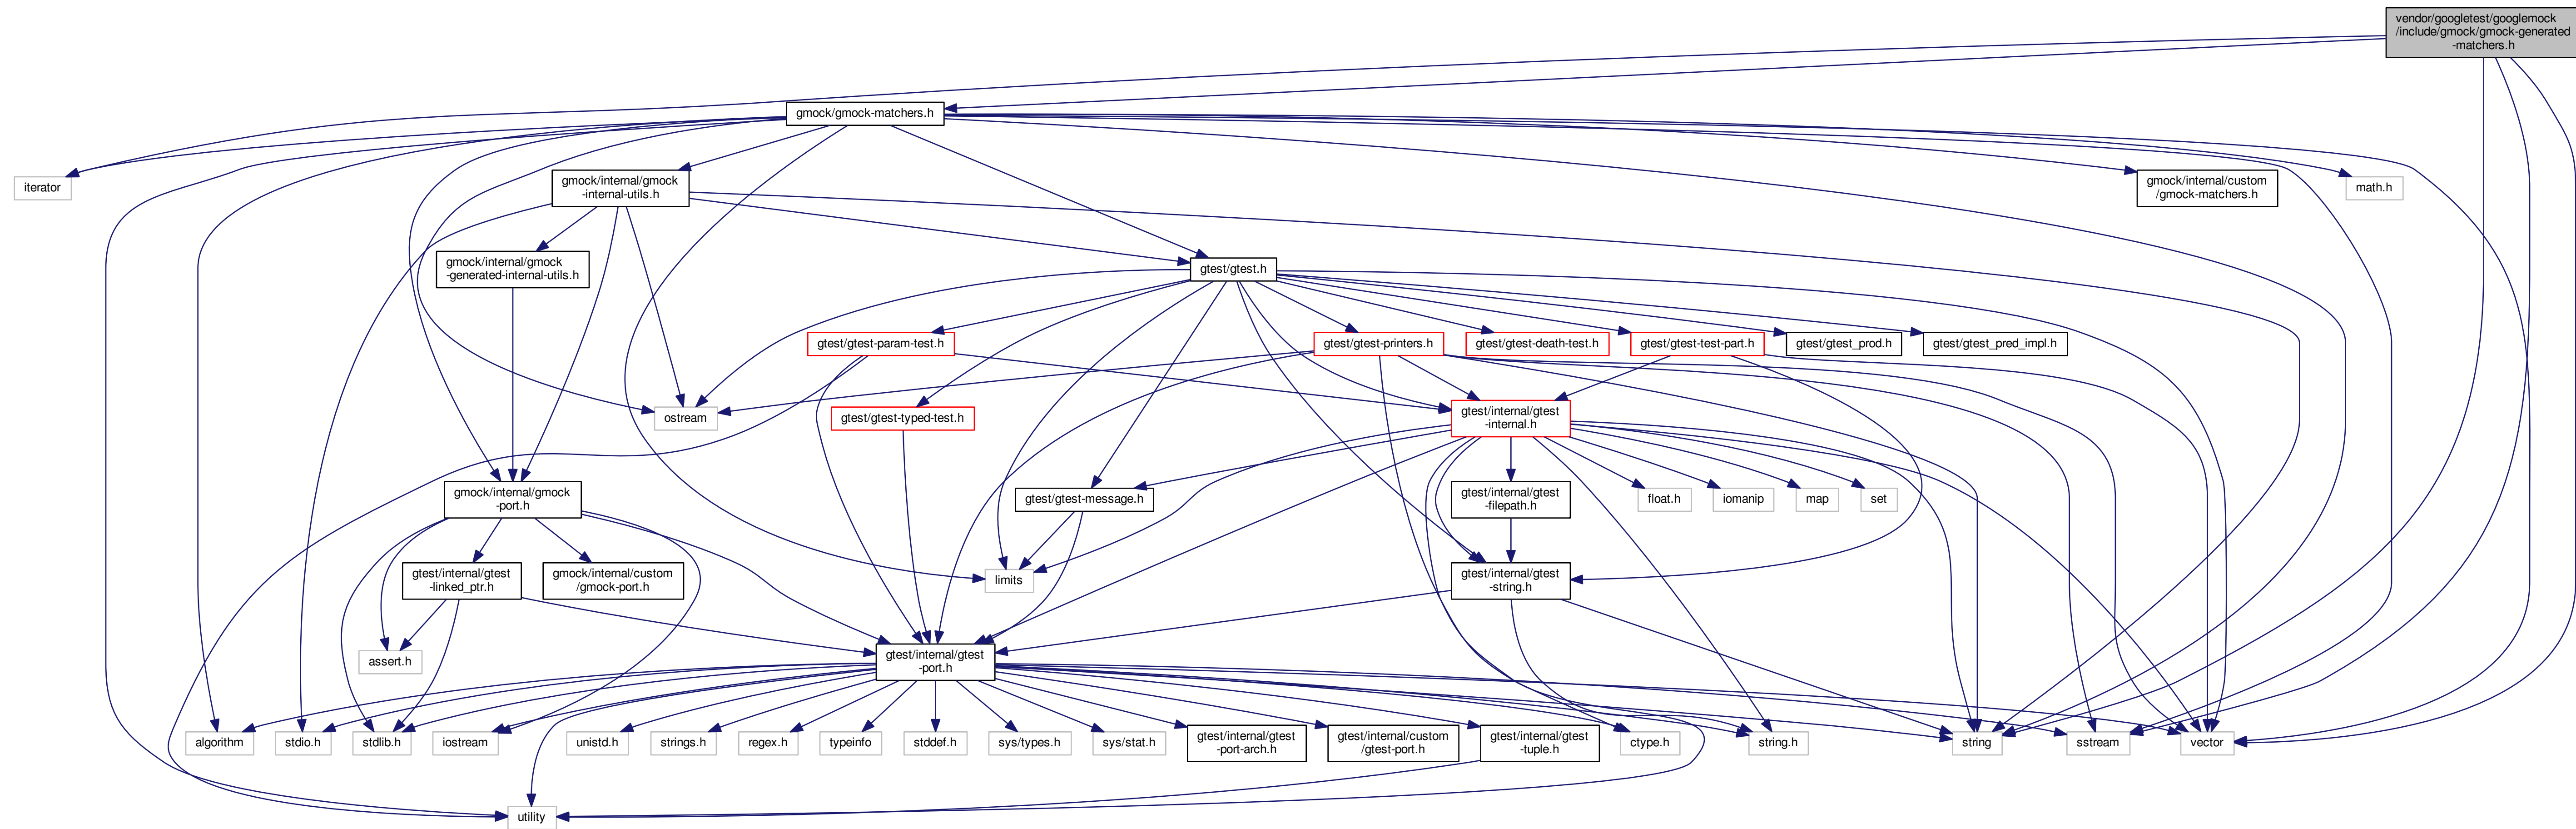 vendor/googletest/googlemock
/include/gmock/gmock-generated
-matchers.h
gmock/gmock-matchers.h
iterator
gmock/internal/gmock
-internal-utils.h
gmock/internal/custom
/gmock-matchers.h
math.h
gmock/internal/gmock
-generated-internal-utils.h
gtest/gtest.h
gtest/gtest-param-test.h
gtest/gtest-printers.h
gtest/gtest-death-test.h
gtest/gtest-test-part.h
gtest/gtest_prod.h
gtest/gtest_pred_impl.h
ostream
gtest/gtest-typed-test.h
gtest/internal/gtest
-internal.h
gmock/internal/gmock
-port.h
gtest/gtest-message.h
gtest/internal/gtest
-filepath.h
float.h
iomanip
map
set
gtest/internal/gtest
-linked_ptr.h
gmock/internal/custom
/gmock-port.h
limits
gtest/internal/gtest
-string.h
assert.h
gtest/internal/gtest
-port.h
algorithm
stdio.h
stdlib.h
iostream
unistd.h
strings.h
regex.h
typeinfo
stddef.h
sys/types.h
sys/stat.h
gtest/internal/gtest
-port-arch.h
gtest/internal/custom
/gtest-port.h
gtest/internal/gtest
-tuple.h
ctype.h
string.h
string
sstream
vector
utility